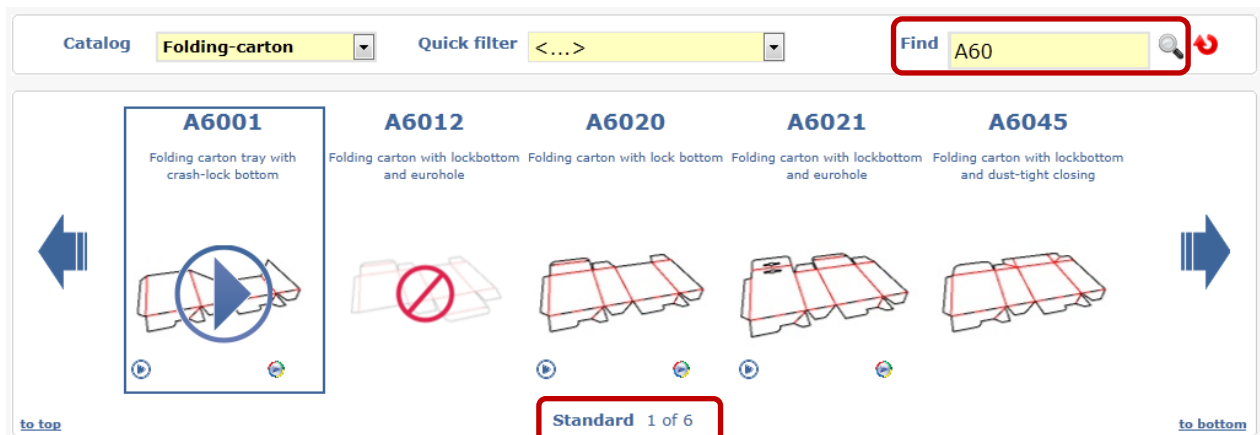 Catalog Folding-carton Quick filter <...> Find A60
A6001 A6012 A6020 A6021 A6045
Folding carton tray with crash-lock bottom
Folding carton with lockbottom and eurohole
Folding carton with lock bottom
Folding carton with lockbottom and eurohole
Folding carton with lockbottom and dust-tight closing
to top Standard 1 of 6 to bottom